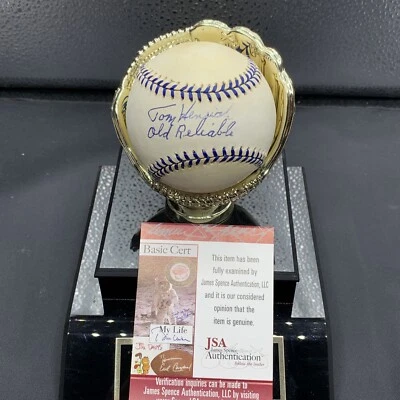 Tom Henrich
Old Reliable
Basic Cert
My Life
This item has been
fully examined by
James Spence Authentication, LLC
and it is our considered
opinion that the
item is genuine.
JSA
James Spence
Authentication
Verification inquiries can be made to
James Spence Authentication, LLC by visiting